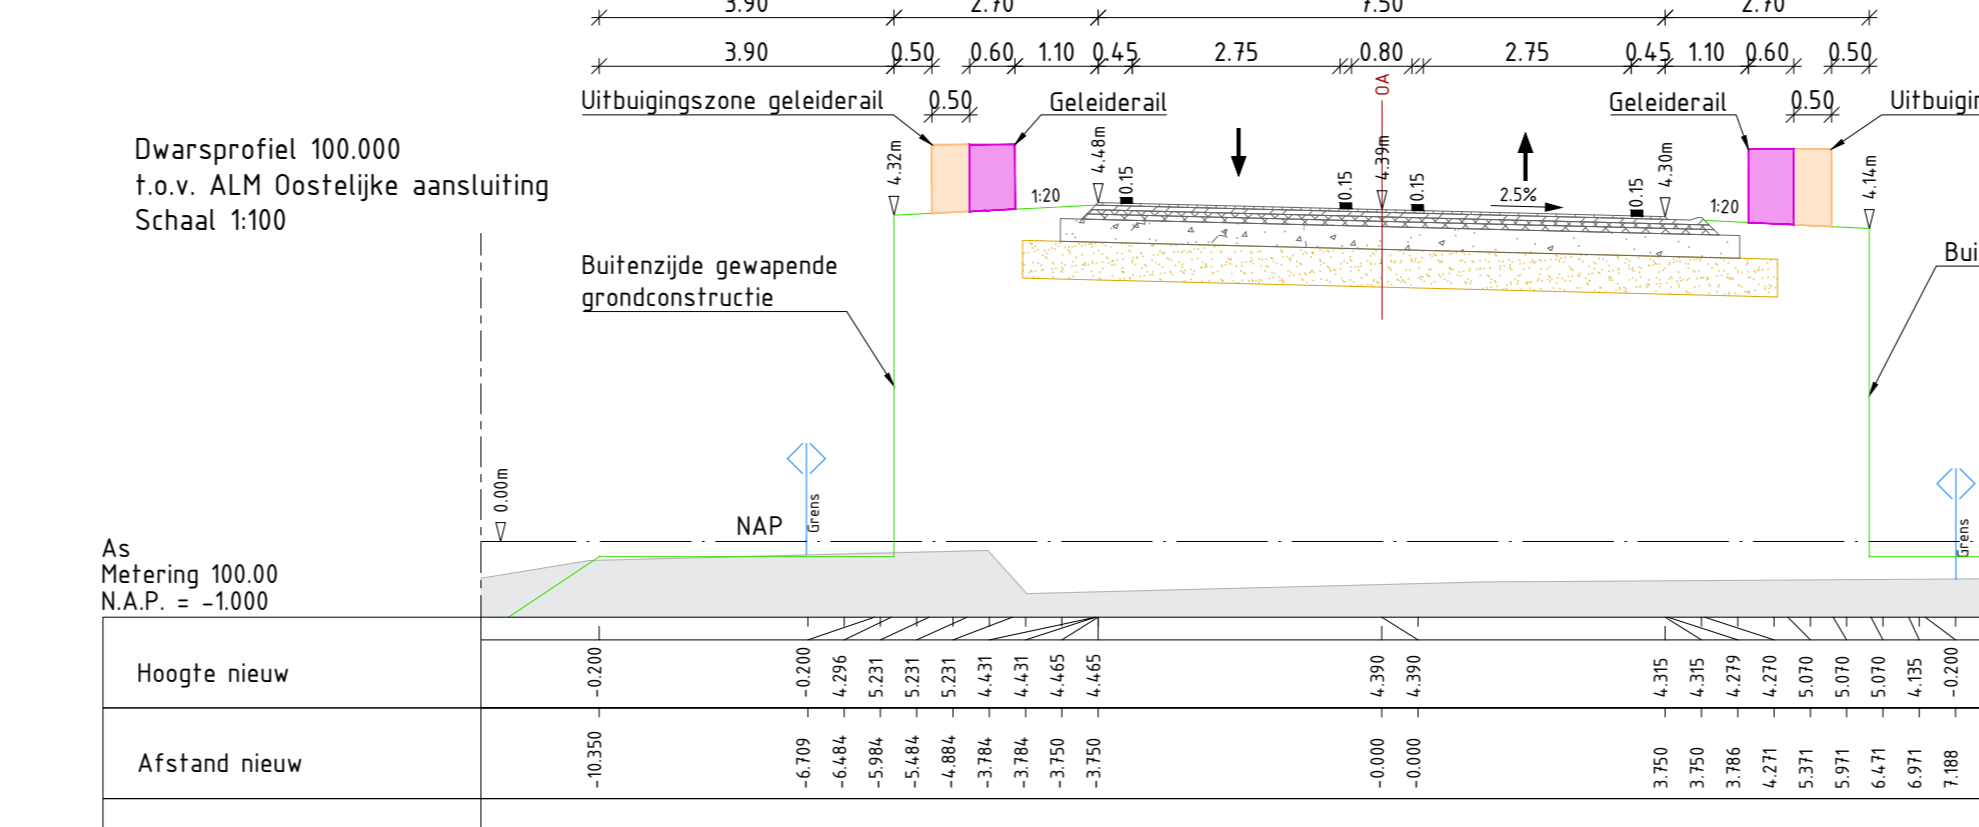 3.90 2.70 7.50 2.70
3.90 0.50 0.60 1.10 0.45 2.75 0.80 2.75 0.45 1.10 0.60 0.50
Uitbuigingszone geleiderail 0.50 Geleiderail OA Geleiderail 0.50 Uitbuigin
Dwarsprofiel 100.000
t.o.v. ALM Oostelijke aansluiting
Schaal 1:100
4.32m 4.48m 0.15 0.15 4.39m 0.15 0.15 4.30m 4.14m
1:20 2.5% 1:20
Buitenzijde gewapende
grondconstructie
Bui
0.00m NAP Grens Grens
As
Metering 100.00
N.A.P. = -1.000
Hoogte nieuw -0.200 -0.200 4.296 5.231 5.231 5.231 4.431 4.431 4.465 4.465 4.390 4.390 4.315 4.315 4.279 4.270 5.070 5.070 5.070 4.135 -0.200
Afstand nieuw -10.350 -6.709 -6.484 -5.984 -5.484 -4.884 -3.784 -3.784 -3.750 -3.750 -0.000 -0.000 3.750 3.750 3.786 4.271 5.371 5.971 6.471 6.971 7.188